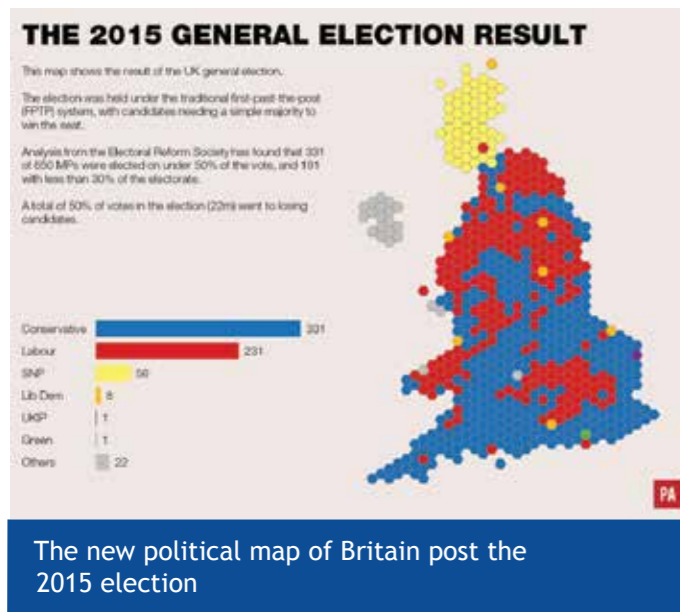 THE 2015 GENERAL ELECTION RESULT
This map shows the result of the UK general election.
The election was held under the traditional first-past-the-post
(FPTP) system, with candidates needing a simple majority to
win the seat.
Analysis from the Electoral Reform Society has found that 331
of 650 MPs were elected on under 50% of the vote, and 191
with less than 30% of the electorate.
A total of 50% of votes in the election (22m) went to losing
candidates.
Conservative 331
Labour 231
SNP 56
Lib Dem 8
UKIP 1
Green 1
Others 22
PA
The new political map of Britain post the
2015 election